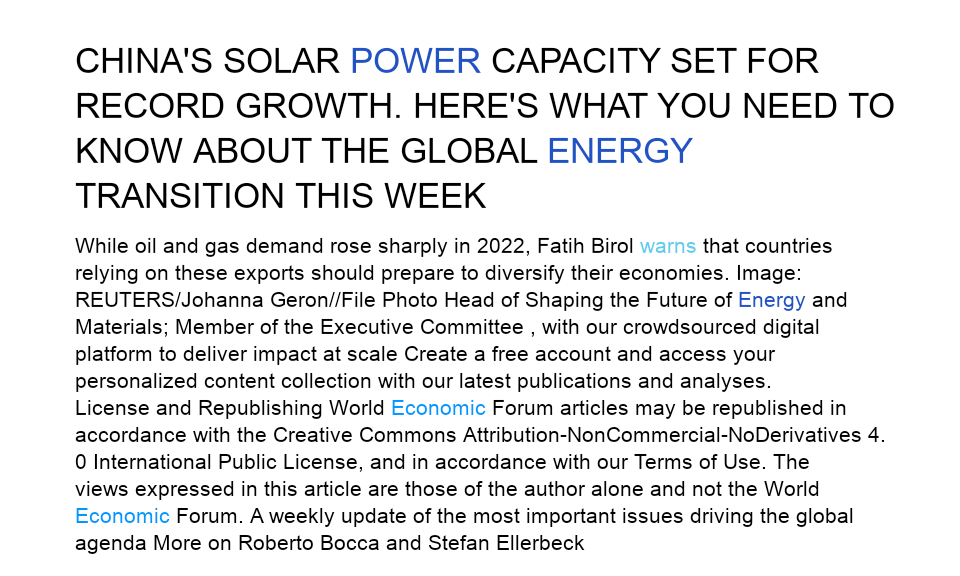 CHINA'S SOLAR POWER CAPACITY SET FOR
RECORD GROWTH. HERE'S WHAT YOU NEED TO
KNOW ABOUT THE GLOBAL ENERGY
TRANSITION THIS WEEK
While oil and gas demand rose sharply in 2022, Fatih Birol warns that countries
relying on these exports should prepare to diversify their economies. Image:
REUTERS/Johanna Geron//File Photo Head of Shaping the Future of Energy and
Materials; Member of the Executive Committee , with our crowdsourced digital
platform to deliver impact at scale Create a free account and access your
personalized content collection with our latest publications and analyses.
License and Republishing World Economic Forum articles may be republished in
accordance with the Creative Commons Attribution-NonCommercial-NoDerivatives 4.
0 International Public License, and in accordance with our Terms of Use. The
views expressed in this article are those of the author alone and not the World
Economic Forum. A weekly update of the most important issues driving the global
agenda More on Roberto Bocca and Stefan Ellerbeck